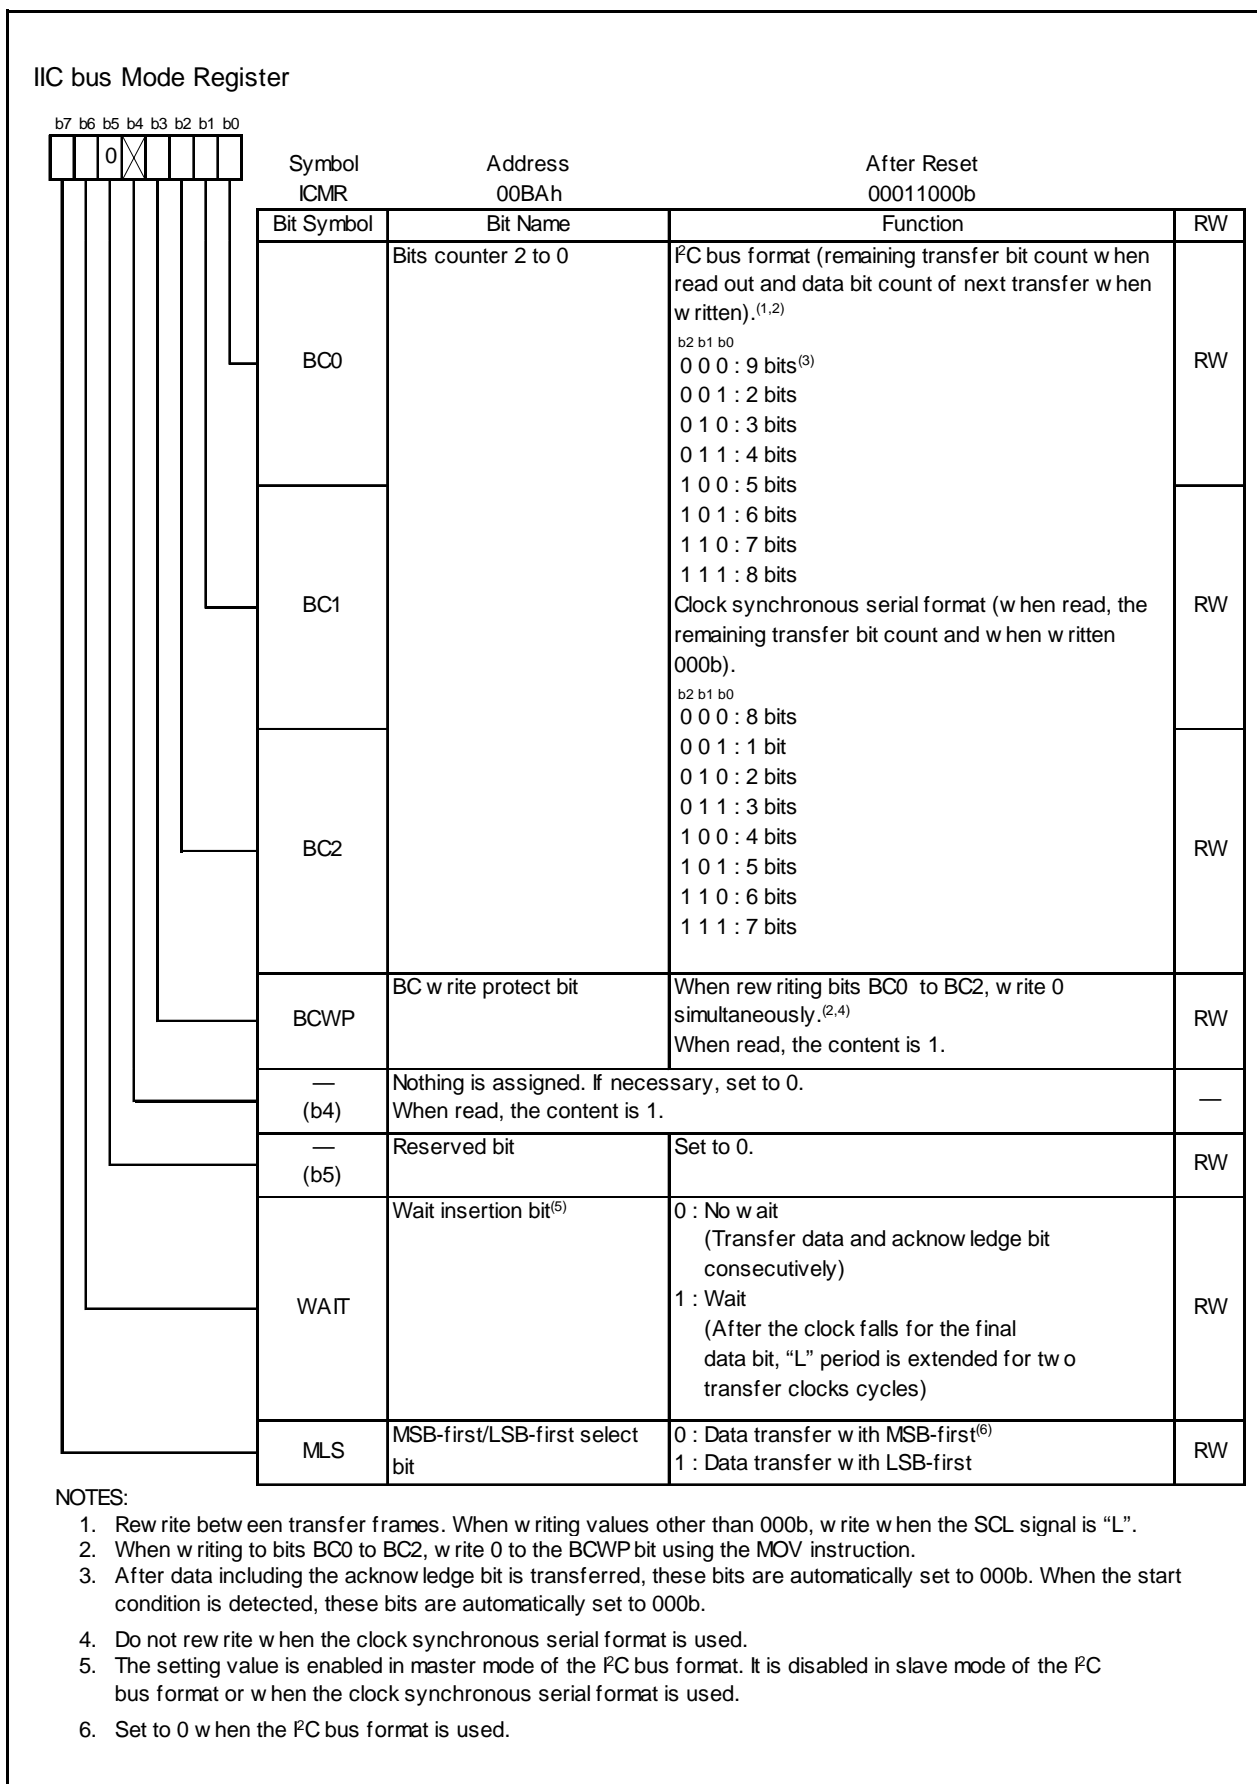 IIC bus Mode Register
b7 b6 b5 b4 b3 b2 b1 b0
0
Symbol Address After Reset
ICMR 00BAh 00011000b
Bit Symbol Bit Name Function RW
BC0 Bits counter 2 to 0 I²C bus format (remaining transfer bit count when
read out and data bit count of next transfer when
written).(1,2)
b2 b1 b0
0 0 0 : 9 bits(3) RW
0 0 1 : 2 bits
0 1 0 : 3 bits
0 1 1 : 4 bits
1 0 0 : 5 bits
1 0 1 : 6 bits
1 1 0 : 7 bits
1 1 1 : 8 bits
BC1 Clock synchronous serial format (when read, the RW
remaining transfer bit count and when written
000b).
b2 b1 b0
0 0 0 : 8 bits
0 0 1 : 1 bit
0 1 0 : 2 bits
0 1 1 : 3 bits
BC2 1 0 0 : 4 bits RW
1 0 1 : 5 bits
1 1 0 : 6 bits
1 1 1 : 7 bits
BCWP BC write protect bit When rewriting bits BC0 to BC2, write 0 RW
simultaneously.(2,4)
When read, the content is 1.
— Nothing is assigned. If necessary, set to 0. —
(b4) When read, the content is 1.
— Reserved bit Set to 0. RW
(b5)
WAIT Wait insertion bit(5) 0 : No wait RW
(Transfer data and acknowledge bit
consecutively)
1 : Wait
(After the clock falls for the final
data bit, “L” period is extended for two
transfer clocks cycles)
MLS MSB-first/LSB-first select 0 : Data transfer with MSB-first(6) RW
bit 1 : Data transfer with LSB-first
NOTES:
1. Rewrite between transfer frames. When writing values other than 000b, write when the SCL signal is “L”.
2. When writing to bits BC0 to BC2, write 0 to the BCWP bit using the MOV instruction.
3. After data including the acknowledge bit is transferred, these bits are automatically set to 000b. When the start
condition is detected, these bits are automatically set to 000b.
4. Do not rewrite when the clock synchronous serial format is used.
5. The setting value is enabled in master mode of the I²C bus format. It is disabled in slave mode of the I²C
bus format or when the clock synchronous serial format is used.
6. Set to 0 when the I²C bus format is used.